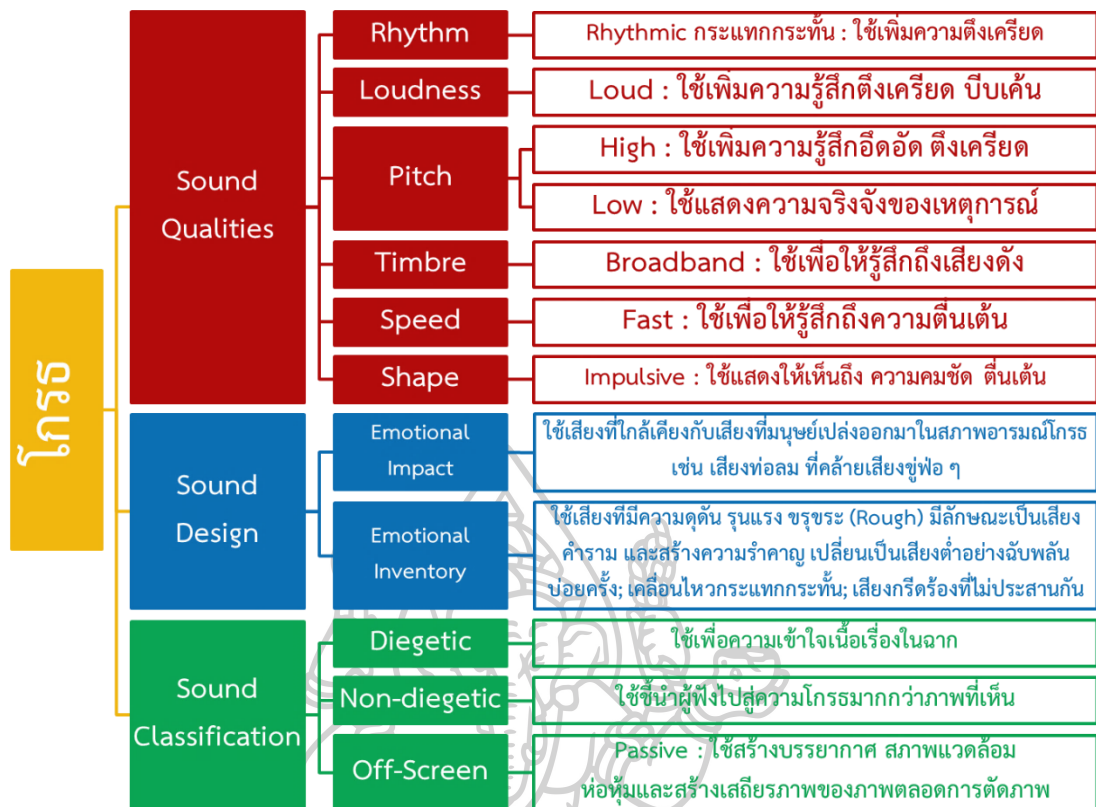 โกรธ
Sound
Qualities
Rhythm
Rhythmic กระแทกกระทั้น : ใช้เพิ่มความตึงเครียด
Loudness
Loud : ใช้เพิ่มความรู้สึกตึงเครียด บีบเค้น
Pitch
High : ใช้เพิ่มความรู้สึกอึดอัด ตึงเครียด
Low : ใช้แสดงความจริงจังของเหตุการณ์
Timbre
Broadband : ใช้เพื่อให้รู้สึกถึงเสียงดัง
Speed
Fast : ใช้เพื่อให้รู้สึกถึงความตื่นเต้น
Shape
Impulsive : ใช้แสดงให้เห็นถึง ความคมชัด ตื่นเต้น
Sound
Design
Emotional
Impact
ใช้เสียงที่ใกล้เคียงกับเสียงที่มนุษย์เปล่งออกมาในสภาพอารมณ์โกรธ
เช่น เสียงท่อลม ที่คล้ายเสียงขู่ฟ่อ ๆ
Emotional
Inventory
ใช้เสียงที่มีความดุดัน รุนแรง ขรุขระ (Rough) มีลักษณะเป็นเสียง
คำราม และสร้างความรำคาญ เปลี่ยนเป็นเสียงต่ำอย่างฉับพลัน
บ่อยครั้ง; เคลื่อนไหวกระแทกกระทั้น; เสียงกรีดร้องที่ไม่ประสานกัน
Sound
Classification
Diegetic
ใช้เพื่อความเข้าใจเนื้อเรื่องในฉาก
Non-diegetic
ใช้ชี้นำผู้ฟังไปสู่ความโกรธมากกว่าภาพที่เห็น
Off-Screen
Passive : ใช้สร้างบรรยากาศ สภาพแวดล้อม
ห่อหุ้มและสร้างเสถียรภาพของภาพตลอดการตัดภาพ